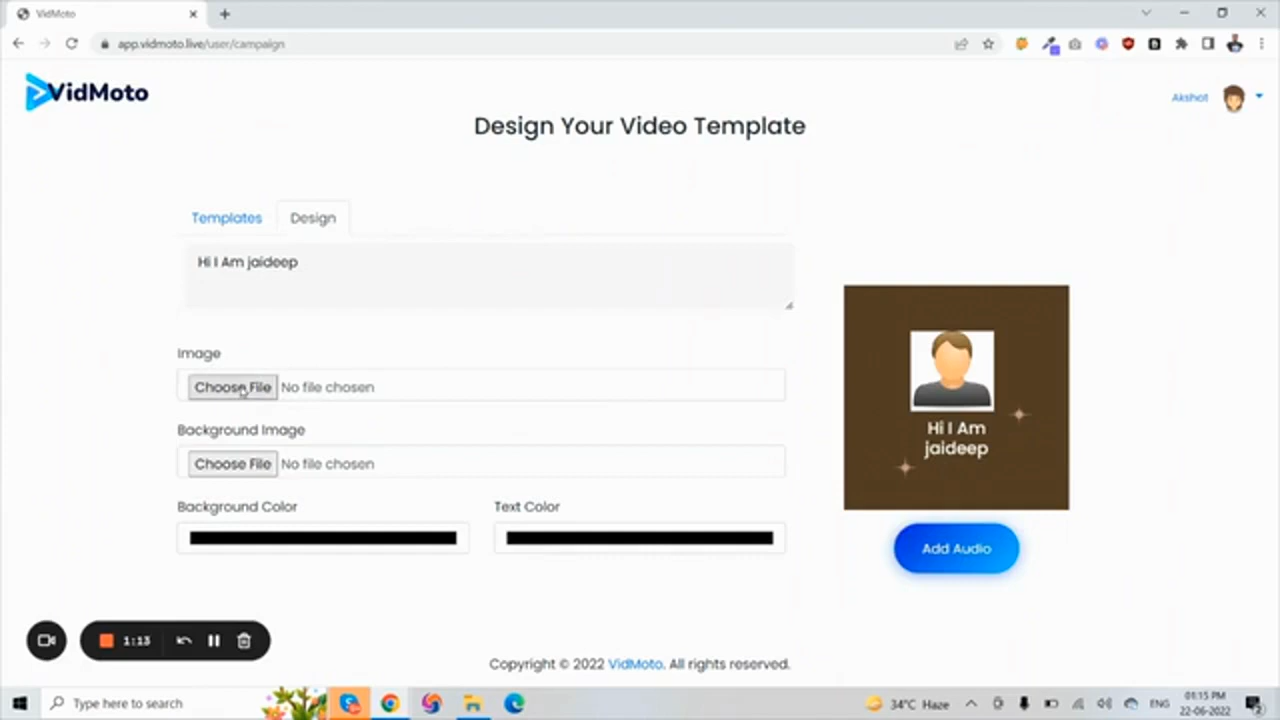 VidMoto
app.vidmoto.live/user/campaign
VidMoto
Akshat
Design Your Video Template
Templates
Design
Hi I Am jaideep
Image
Choose File No file chosen
Background Image
Choose File No file chosen
Background Color
Text Color
Hi I Am
jaideep
Add Audio
1:13
Copyright © 2022 VidMoto. All rights reserved.
Type here to search
34°C Haze
ENG
01:15 PM
22-06-2022
2